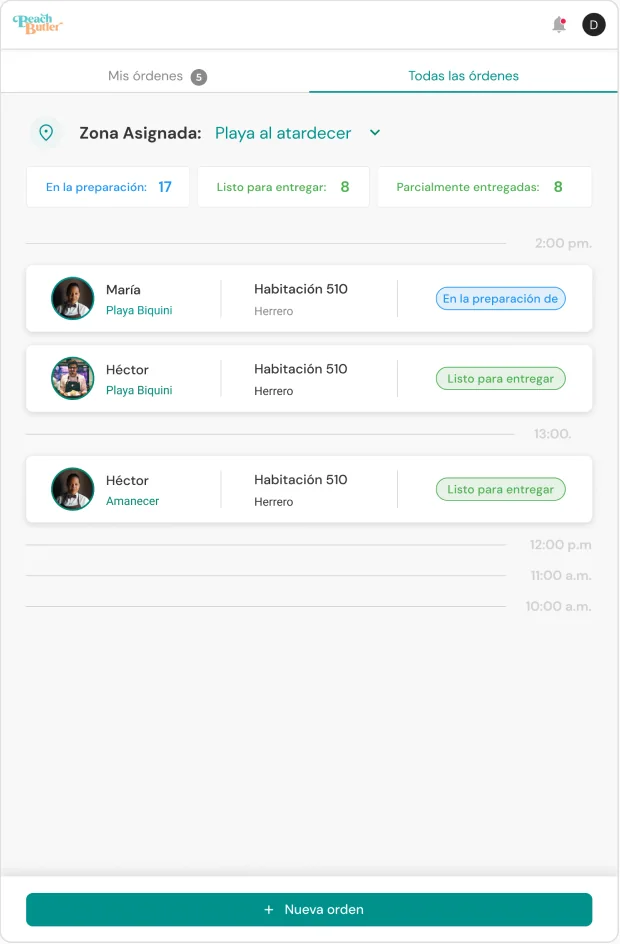 Beach
Butler
D
Mis órdenes 5
Todas las órdenes
Zona Asignada: Playa al atardecer
En la preparación: 17
Listo para entregar: 8
Parcialmente entregadas: 8
2:00 pm.
María
Playa Biquini
Habitación 510
Herrero
En la preparación de
Héctor
Playa Biquini
Habitación 510
Herrero
Listo para entregar
13:00.
Héctor
Amanecer
Habitación 510
Herrero
Listo para entregar
12:00 p.m
11:00 a.m.
10:00 a.m.
+ Nueva orden